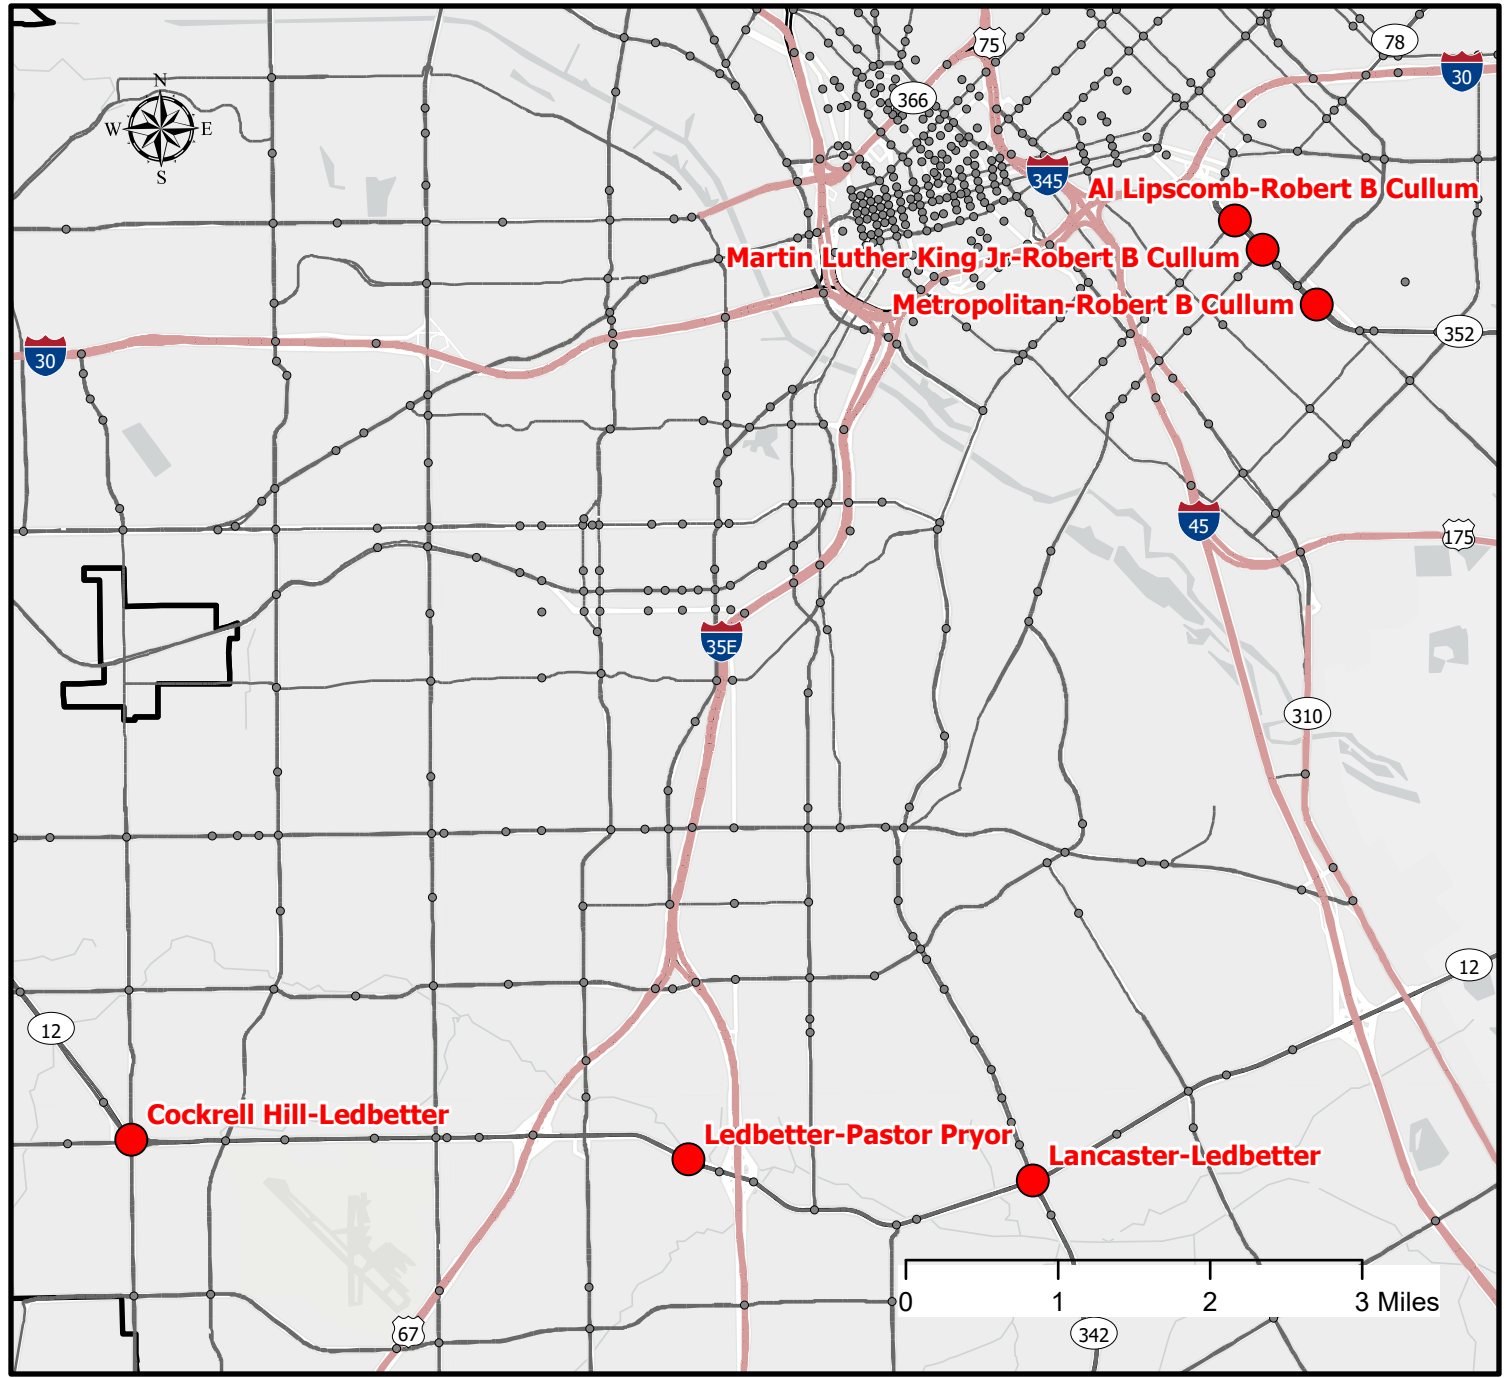 75
78
30
366
N
W E
S
345
Al Lipscomb-Robert B Cullum
Martin Luther King Jr-Robert B Cullum
Metropolitan-Robert B Cullum
352
30
45
175
35E
310
12
12
Cockrell Hill-Ledbetter
Ledbetter-Pastor Pryor
Lancaster-Ledbetter
0 1 2 3 Miles
67
342